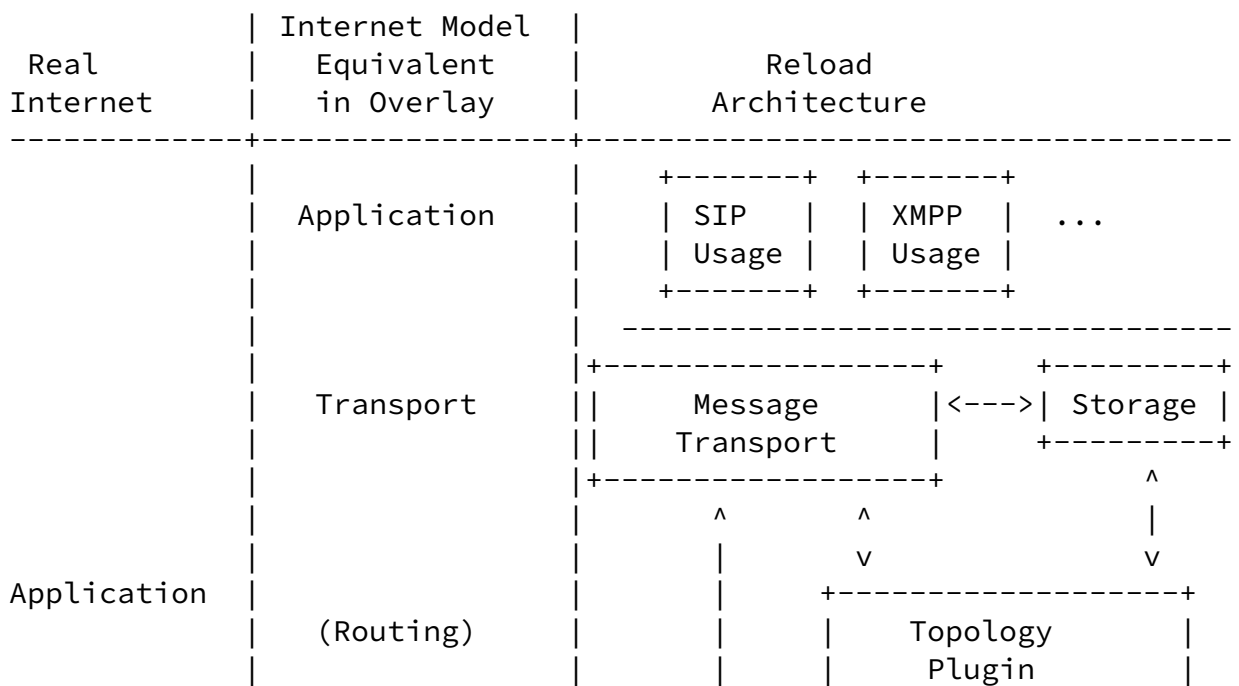 | Internet Model  |
 Real        |   Equivalent    |          Reload
Internet     |   in Overlay    |       Architecture
-------------+-----------------+------------------------------------
             |                 |    +-------+  +-------+
             |  Application    |    | SIP   |  | XMPP  |  ...
             |                 |    | Usage |  | Usage |
             |                 |    +-------+  +-------+
             |                 |  ----------------------------------
             |                 |+------------------+     +---------+
             |   Transport     ||     Message      |<--->| Storage |
             |                 ||    Transport     |     +---------+
             |                 |+------------------+           ^
             |                 |       ^       ^               |
             |                 |       |       v               v
Application  |                 |       |     +-------------------+
             |   (Routing)     |       |     |    Topology       |
             |                 |       |     |     Plugin        |